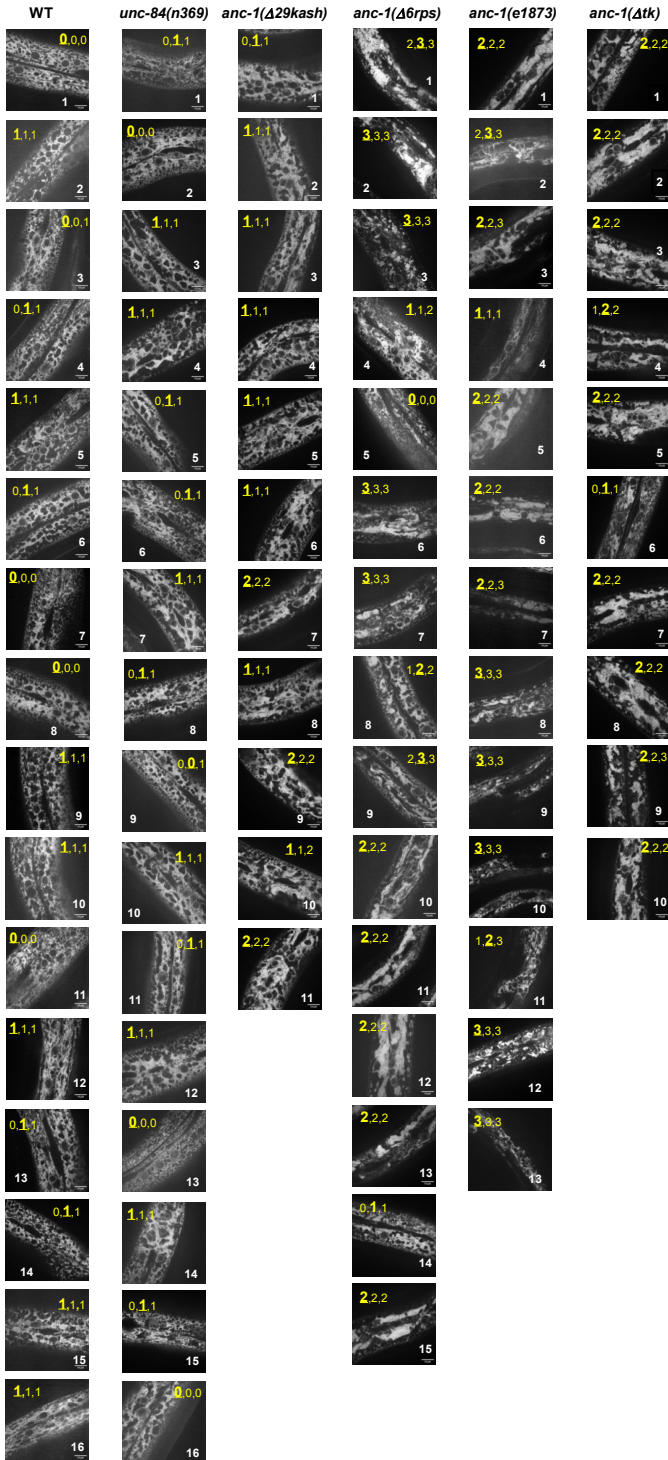 WT unc-84(n369) anc-1(Δ29kash) anc-1(Δ6rps) anc-1(e1873) anc-1(Δtk)
0,0,0 0,1,1 0,1,1 2,3,3 2,2,2 2,2,2
1 1 1 1 1 1
1,1,1 0,0,0 1,1,1 3,3,3 2,3,3 2,2,2
2 2 2 2 2 2
0,0,1 1,1,1 1,1,1 3,3,3 2,2,3 2,2,2
3 3 3 3 3 3
0,1,1 1,1,1 1,1,1 1,1,2 1,1,1 1,2,2
4 4 4 4 4 4
1,1,1 0,1,1 1,1,1 0,0,0 2,2,2 2,2,2
5 5 5 5 5 5
0,1,1 0,1,1 1,1,1 3,3,3 2,2,2 0,1,1
6 6 6 6 6 6
0,0,0 1,1,1 2,2,2 3,3,3 2,2,3 2,2,2
7 7 7 7 7 7
0,0,0 0,1,1 1,1,1 1,2,2 3,3,3 2,2,2
8 8 8 8 8 8
1,1,1 0,0,1 2,2,2 2,3,3 3,3,3 2,2,3
9 9 9 9 9 9
1,1,1 1,1,1 1,1,2 2,2,2 3,3,3 2,2,2
10 10 10 10 10 10
0,0,0 0,1,1 2,2,2 2,2,2 1,2,3
11 11 11 11 11
1,1,1 1,1,1 2,2,2 3,3,3
12 12 12 12
0,1,1 0,0,0 2,2,2 3,3,3
13 13 13 13
0,1,1 1,1,1 0,1,1
14 14 14
1,1,1 0,1,1 2,2,2
15 15 15
1,1,1 0,0,0
16 16